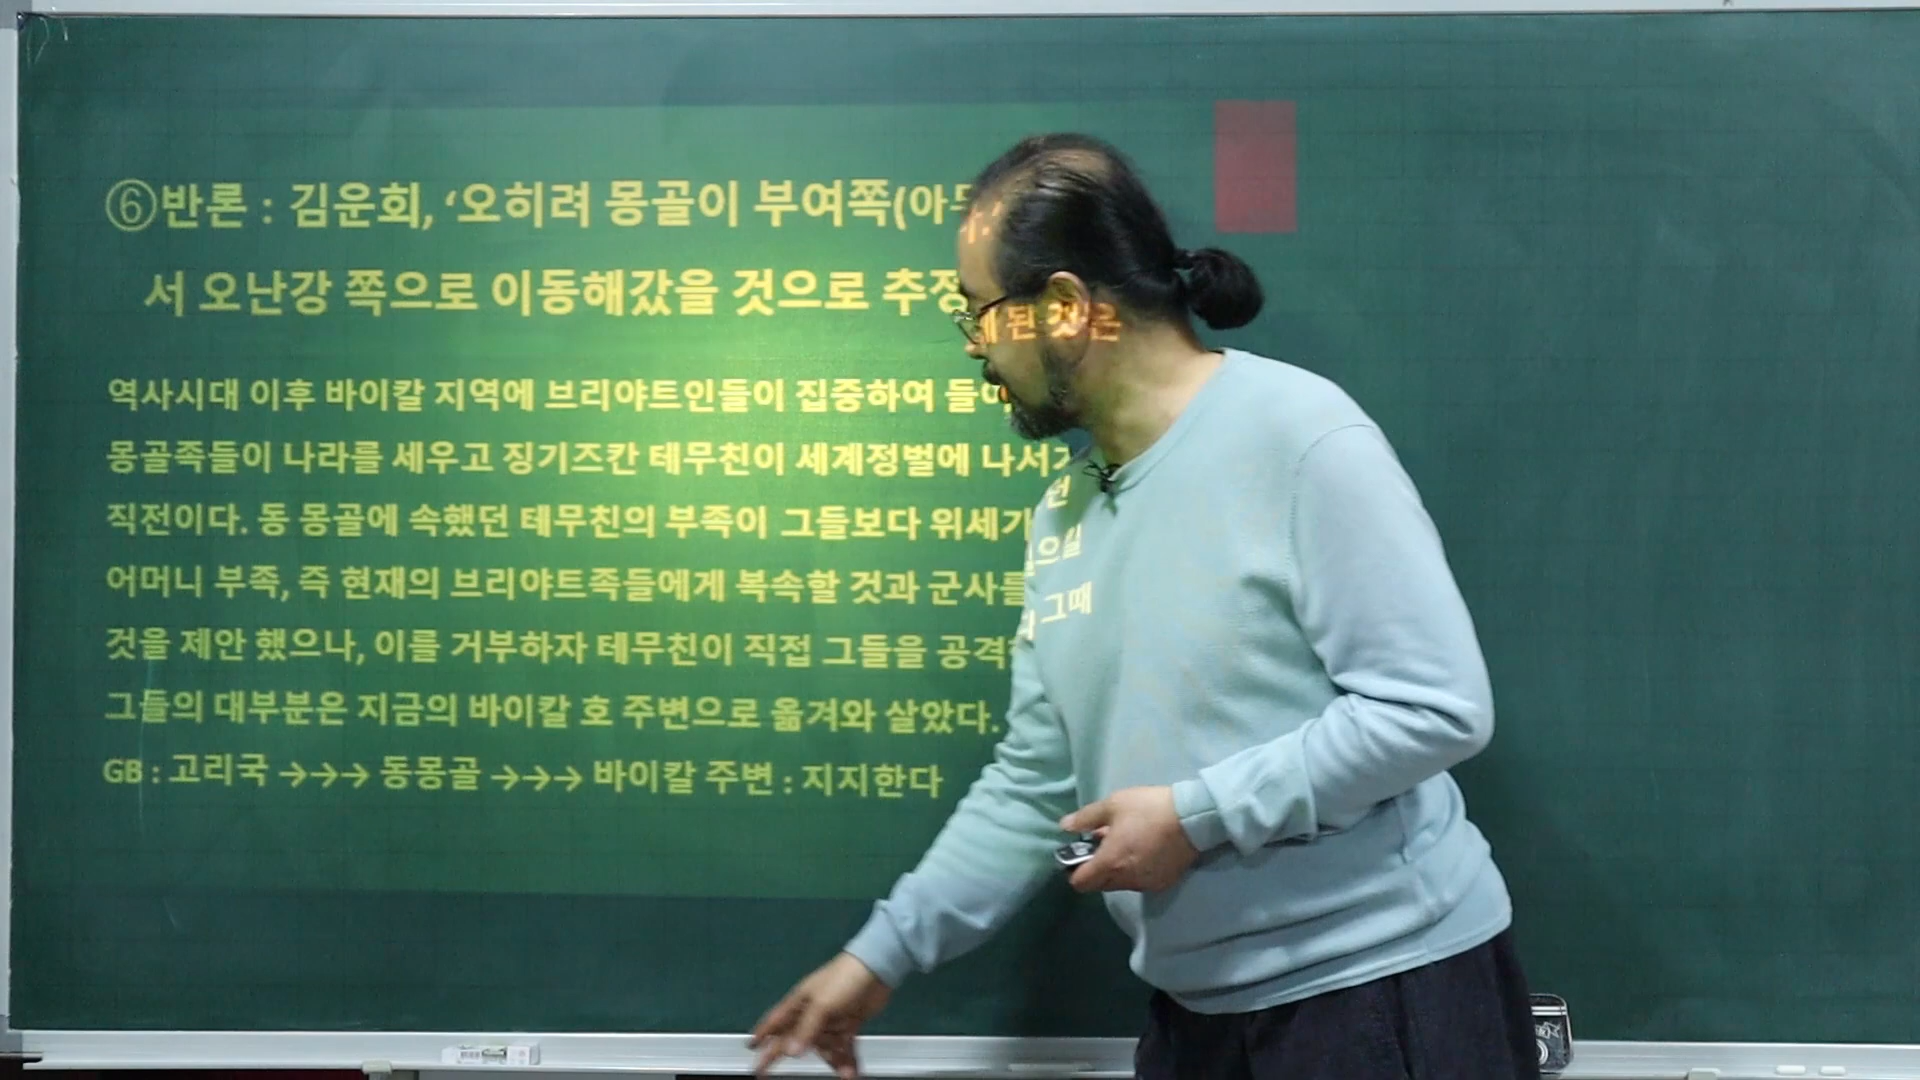 ⑥반론 : 김운회, ‘오히려 몽골이 부여쪽(아무
서 오난강 쪽으로 이동해갔을 것으로 추정
역사시대 이후 바이칼 지역에 브리야트인들이 집중하여 들어 된 것은
몽골족들이 나라를 세우고 징기즈칸 테무친이 세계정벌에 나서기
직전이다. 동 몽골에 속했던 테무친의 부족이 그들보다 위세가
어머니 부족, 즉 현재의 브리야트족들에게 복속할 것과 군사를 으킬
것을 제안 했으나, 이를 거부하자 테무친이 직접 그들을 공격 그때
그들의 대부분은 지금의 바이칼 호 주변으로 옮겨와 살았다.
GB : 고리국 →→→ 동몽골 →→→ 바이칼 주변 : 지지한다